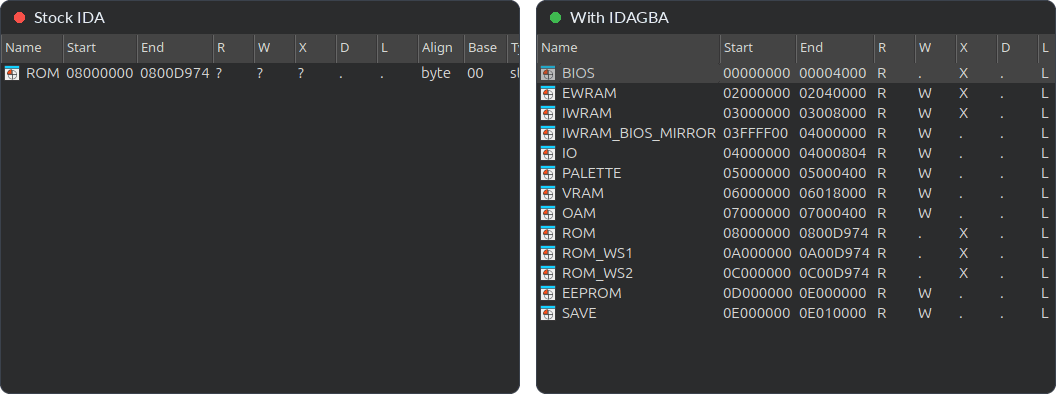 Stock IDA
Name Start End R W X D L Align Base Ty
ROM 08000000 0800D974 ? ? ? . . byte 00 st
With IDAGBA
Name Start End R W X D L
BIOS 00000000 00004000 R . X . L
EWRAM 02000000 02040000 R W X . L
IWRAM 03000000 03008000 R W X . L
IWRAM_BIOS_MIRROR 03FFFF00 04000000 R W . . L
IO 04000000 04000804 R W . . L
PALETTE 05000000 05000400 R W . . L
VRAM 06000000 06018000 R W . . L
OAM 07000000 07000400 R W . . L
ROM 08000000 0800D974 R . X . L
ROM_WS1 0A000000 0A00D974 R . X . L
ROM_WS2 0C000000 0C00D974 R . X . L
EEPROM 0D000000 0E000000 R W . . L
SAVE 0E000000 0E010000 R W . . L